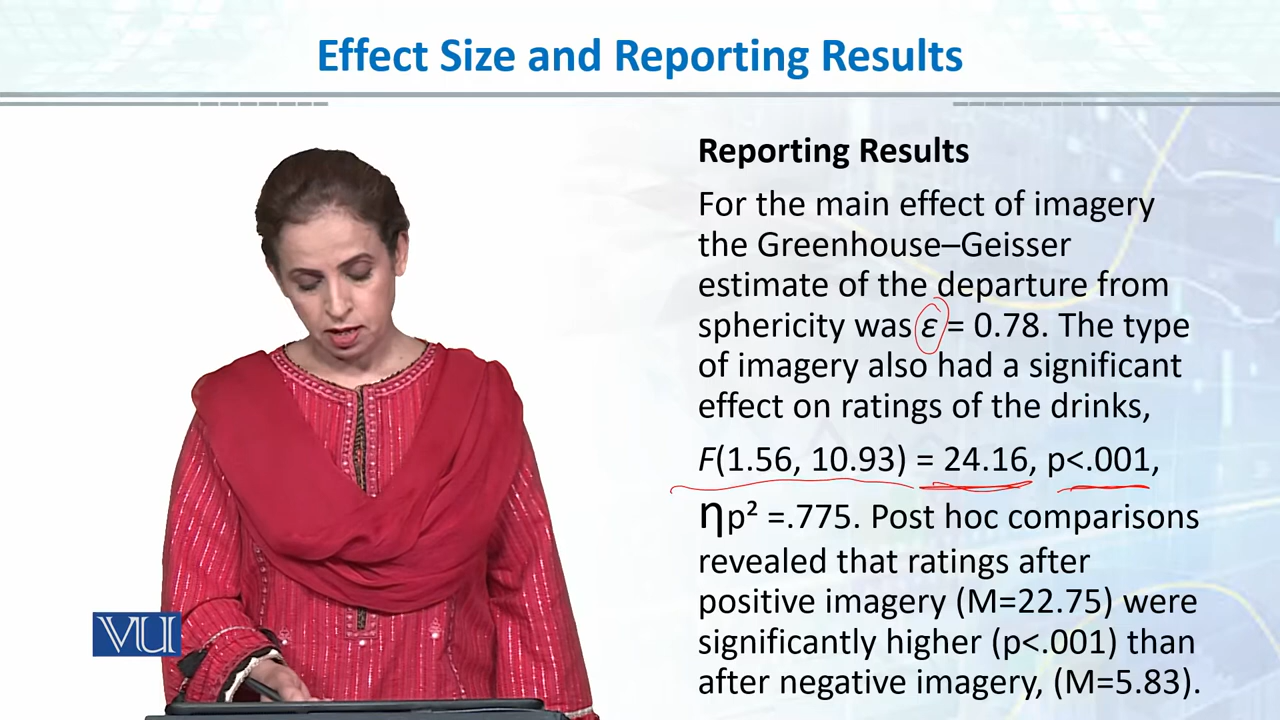 Effect Size and Reporting Results
Reporting Results
For the main effect of imagery
the Greenhouse–Geisser
estimate of the departure from
sphericity was ε = 0.78. The type
of imagery also had a significant
effect on ratings of the drinks,
F(1.56, 10.93) = 24.16, p<.001,
ηp² =.775. Post hoc comparisons
revealed that ratings after
positive imagery (M=22.75) were
significantly higher (p<.001) than
after negative imagery, (M=5.83).
VU